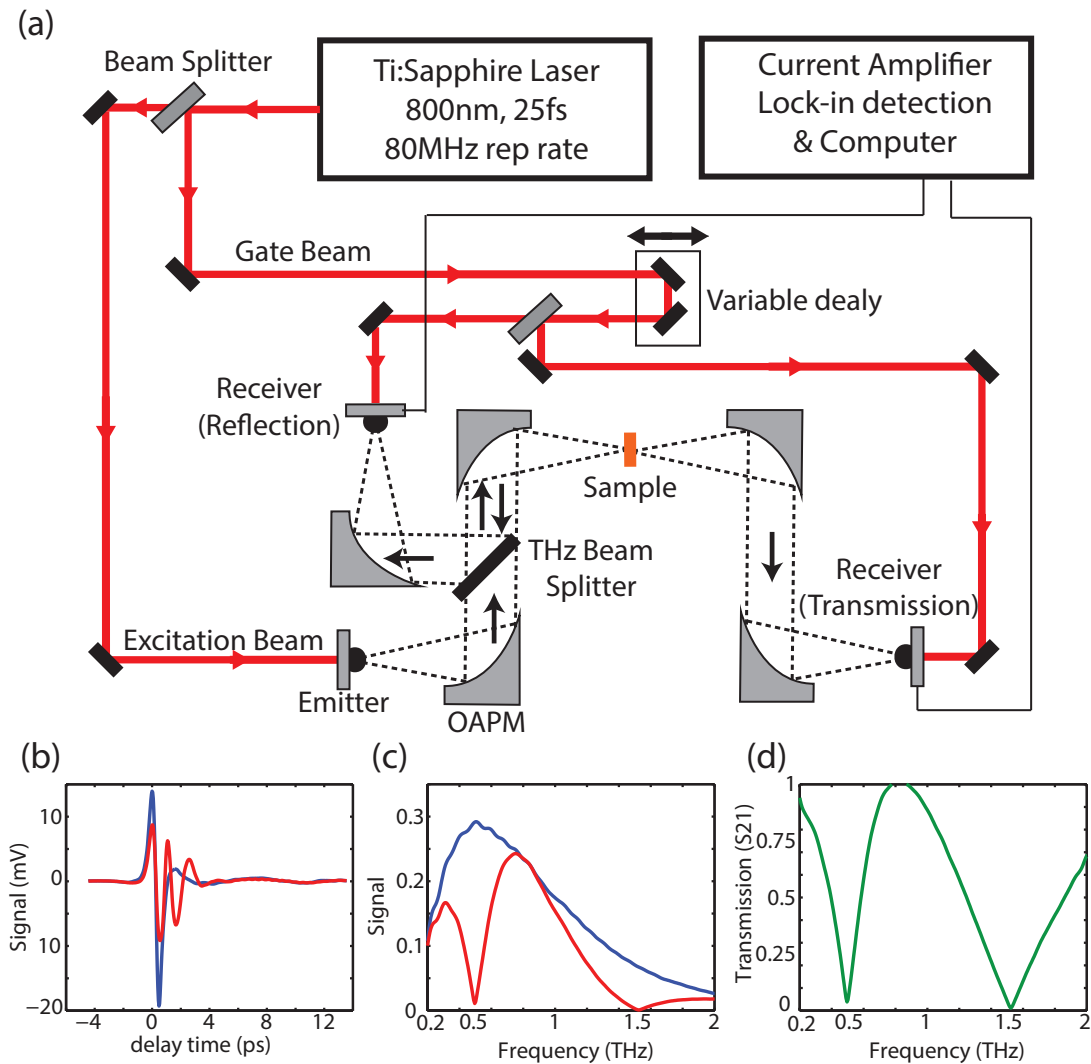 (a)
Beam Splitter
Ti:Sapphire Laser
800nm, 25fs
80MHz rep rate
Current Amplifier
Lock-in detection
& Computer
Gate Beam
Variable dealy
Receiver
(Reflection)
Sample
THz Beam
Splitter
Receiver
(Transmission)
Excitation Beam
Emitter
OAPM
(b)
Signal (mV)
10
0
10
−20
−4
0
4
8
12
delay time (ps)
(c)
Signal
0.3
0.2
0.1
0
0.2
0.5
1
1.5
2
Frequency (THz)
(d)
Transmission (S21)
1
0.75
0.5
0.25
0
0.2
0.5
1
1.5
2
Frequency (THz)